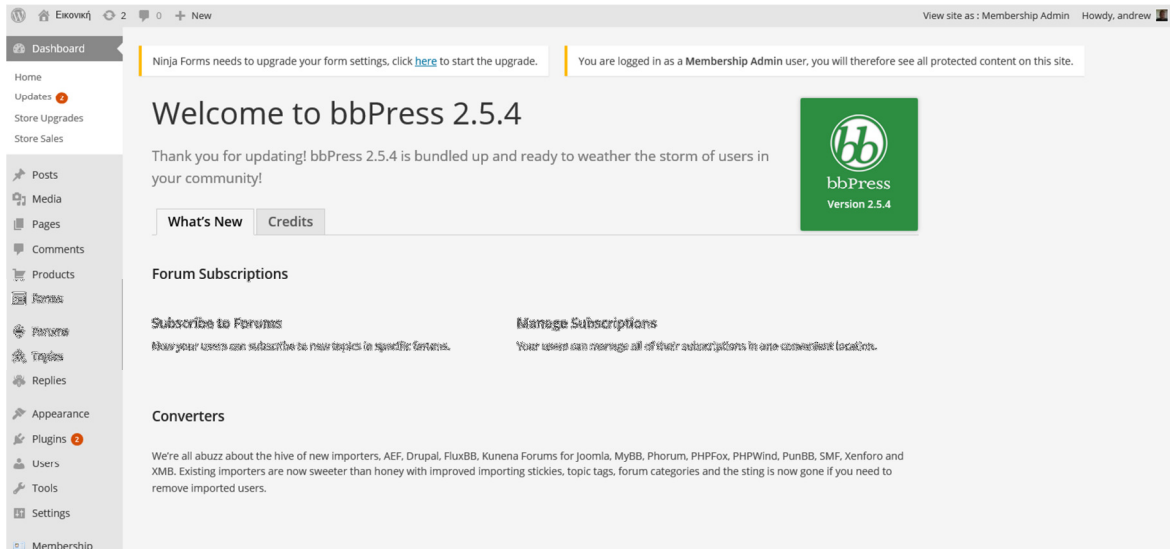 Εικονική 2 0 + New View site as : Membership Admin Howdy, andrew
Dashboard
Home
Updates 2
Store Upgrades
Store Sales
Posts
Media
Pages
Comments
Products
Forms
Forums
Topics
Replies
Appearance
Plugins 2
Users
Tools
Settings
Membership
Ninja Forms needs to upgrade your form settings, click here to start the upgrade.
You are logged in as a Membership Admin user, you will therefore see all protected content on this site.
Welcome to bbPress 2.5.4
Thank you for updating! bbPress 2.5.4 is bundled up and ready to weather the storm of users in
your community!
bb
bbPress
Version 2.5.4
What's New Credits
Forum Subscriptions
Subscribe to Forums
Now your users can subscribe to new topics in specific forums.
Manage Subscriptions
Your users can manage all of their subscriptions in one convenient location.
Converters
We're all abuzz about the hive of new importers, AEF, Drupal, FluxBB, Kunena Forums for Joomla, MyBB, Phorum, PHPFox, PHPWind, PunBB, SMF, Xenforo and
XMB. Existing importers are now sweeter than honey with improved importing stickies, topic tags, forum categories and the sting is now gone if you need to
remove imported users.